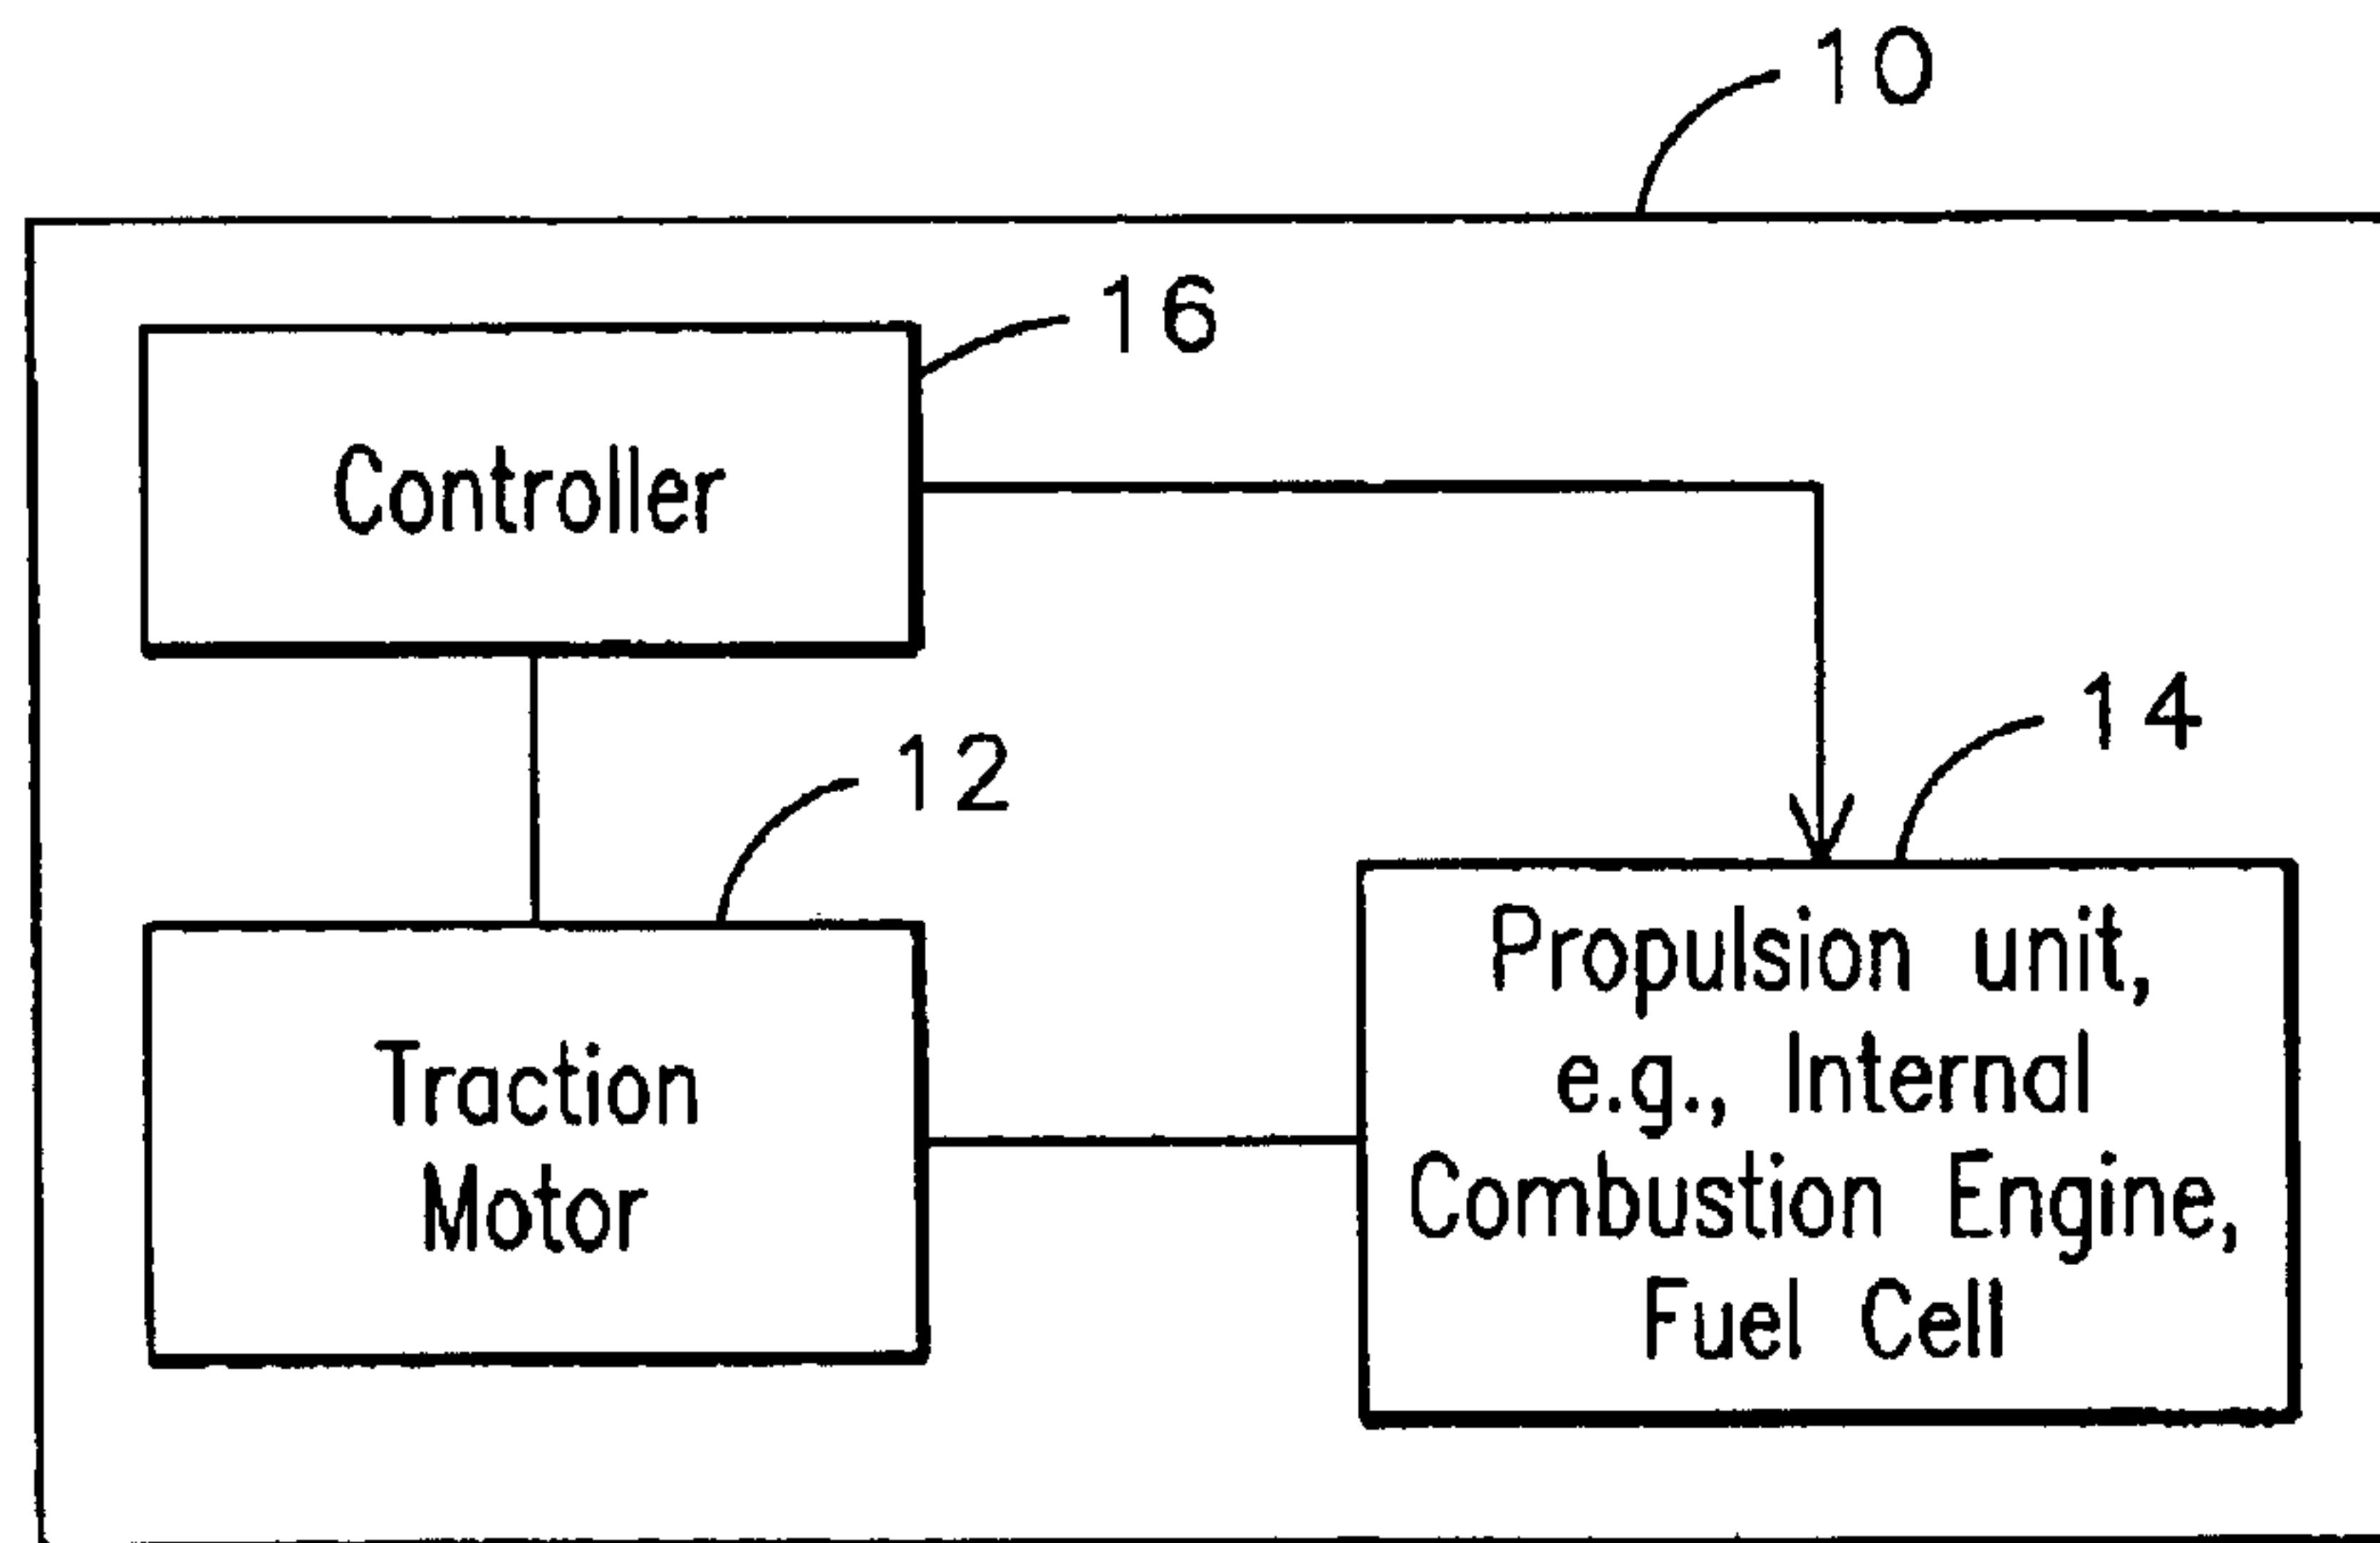 10
16
Controller
14
12
Propulsion unit,
e.g., Internal
Combustion Engine,
Fuel Cell
Traction
Motor